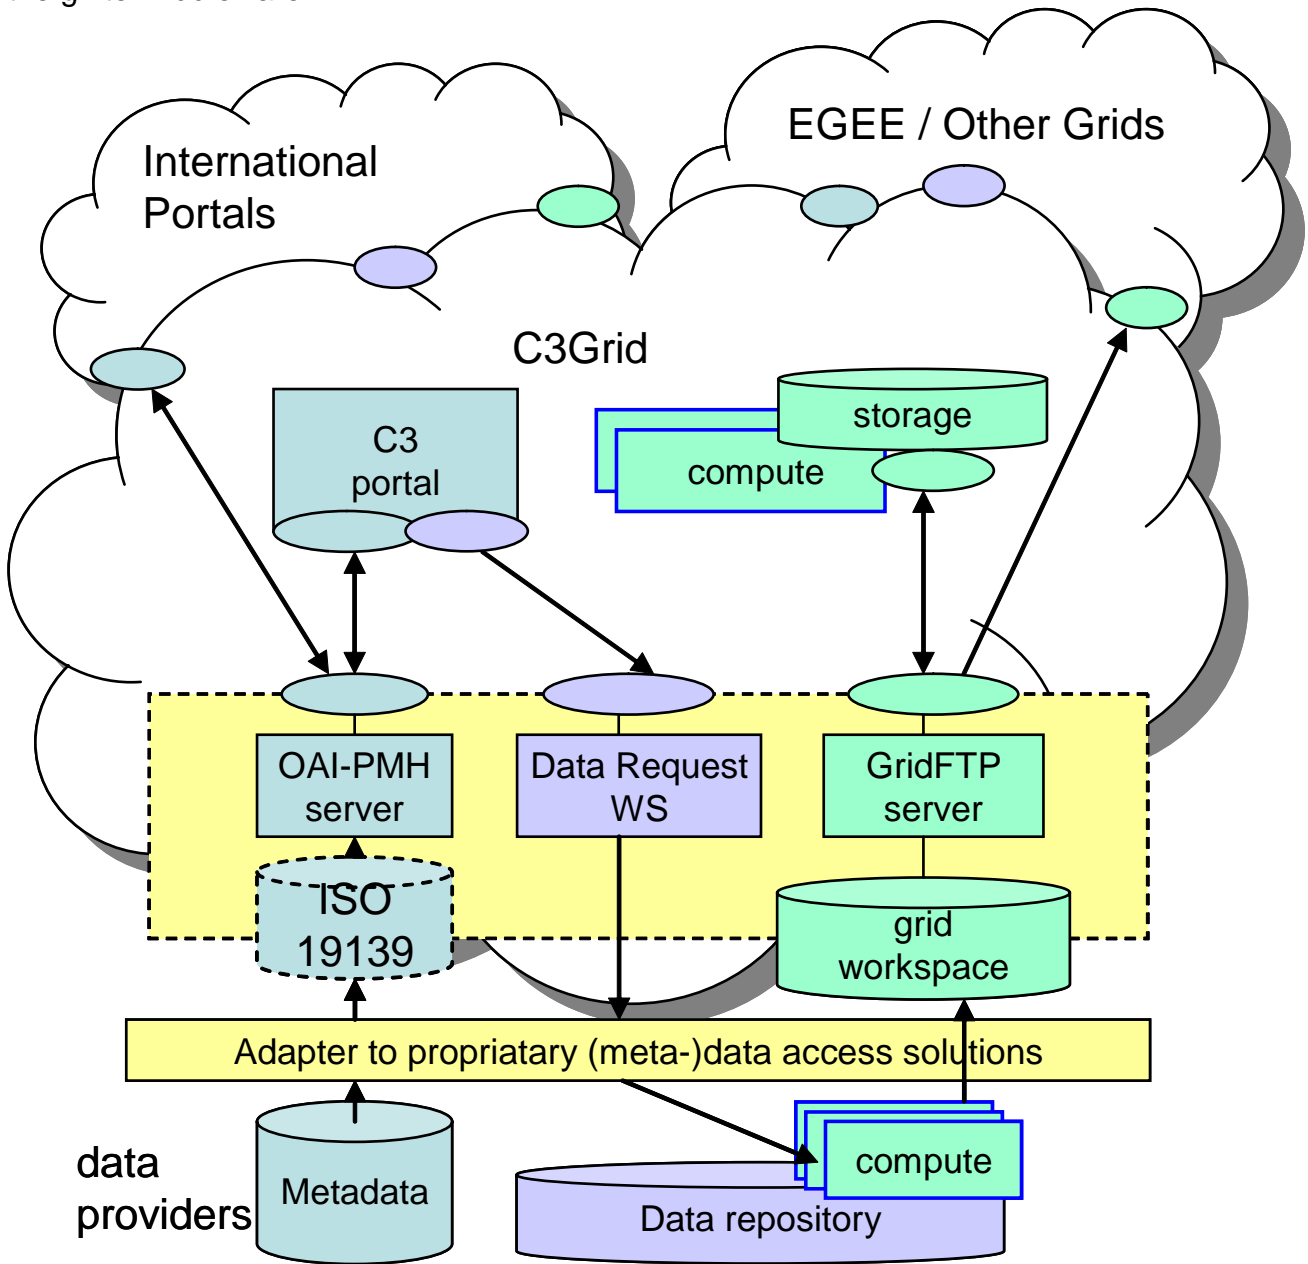 International
Portals
EGEE / Other Grids
C3Grid
C3
portal
storage
compute
OAI-PMH
server
Data Request
WS
GridFTP
server
ISO
19139
grid
workspace
Adapter to propriatary (meta-)data access solutions
data
providers
Metadata
compute
Data repository